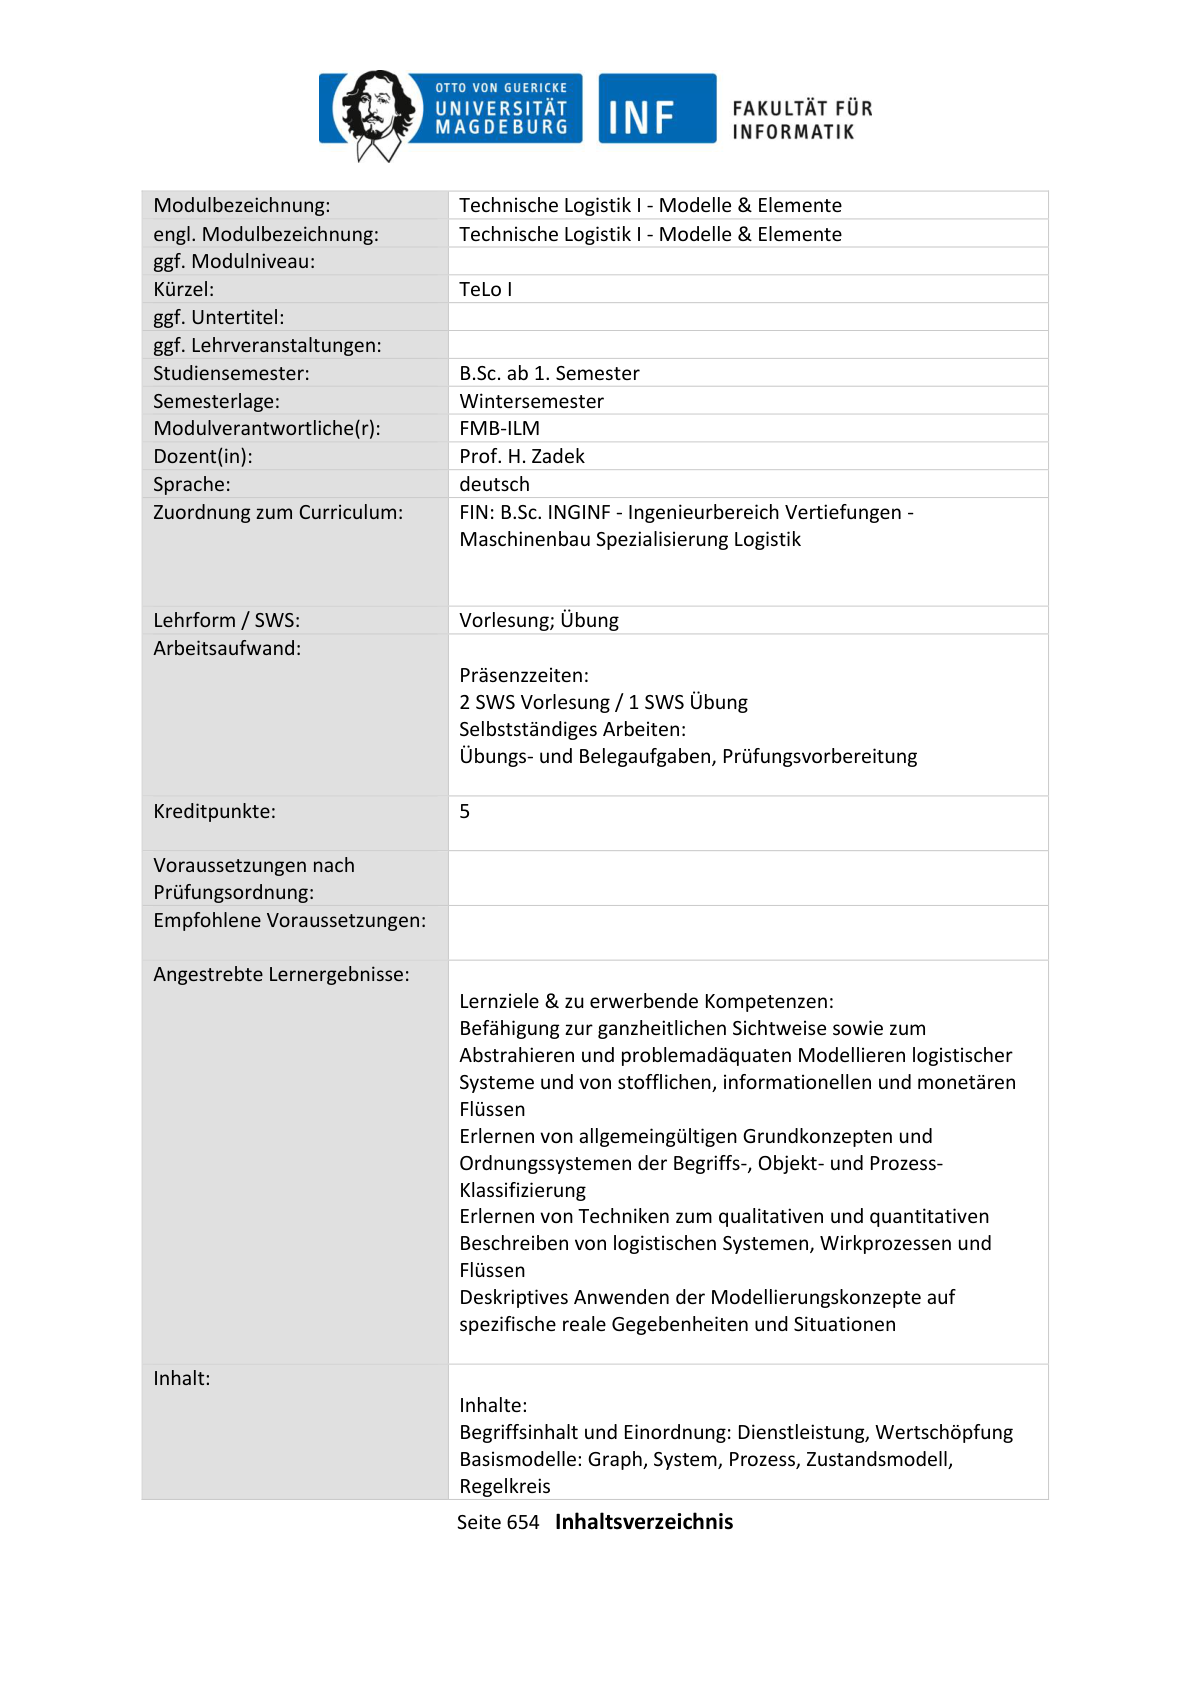 OTTO VON GUERICKE
UNIVERSITÄT
MAGDEBURG
INF
FAKULTÄT FÜR
INFORMATIK
Modulbezeichnung: Technische Logistik I - Modelle & Elemente
engl. Modulbezeichnung: Technische Logistik I - Modelle & Elemente
ggf. Modulniveau:
Kürzel: TeLo I
ggf. Untertitel:
ggf. Lehrveranstaltungen:
Studiensemester: B.Sc. ab 1. Semester
Semesterlage: Wintersemester
Modulverantwortliche(r): FMB-ILM
Dozent(in): Prof. H. Zadek
Sprache: deutsch
Zuordnung zum Curriculum: FIN: B.Sc. INGINF - Ingenieurbereich Vertiefungen -
Maschinenbau Spezialisierung Logistik
Lehrform / SWS: Vorlesung; Übung
Arbeitsaufwand:
Präsenzzeiten:
2 SWS Vorlesung / 1 SWS Übung
Selbstständiges Arbeiten:
Übungs- und Belegaufgaben, Prüfungsvorbereitung
Kreditpunkte: 5
Voraussetzungen nach
Prüfungsordnung:
Empfohlene Voraussetzungen:
Angestrebte Lernergebnisse:
Lernziele & zu erwerbende Kompetenzen:
Befähigung zur ganzheitlichen Sichtweise sowie zum
Abstrahieren und problemadäquaten Modellieren logistischer
Systeme und von stofflichen, informationellen und monetären
Flüssen
Erlernen von allgemeingültigen Grundkonzepten und
Ordnungssystemen der Begriffs-, Objekt- und Prozess-
Klassifizierung
Erlernen von Techniken zum qualitativen und quantitativen
Beschreiben von logistischen Systemen, Wirkprozessen und
Flüssen
Deskriptives Anwenden der Modellierungskonzepte auf
spezifische reale Gegebenheiten und Situationen
Inhalt:
Inhalte:
Begriffsinhalt und Einordnung: Dienstleistung, Wertschöpfung
Basismodelle: Graph, System, Prozess, Zustandsmodell,
Regelkreis
Seite 654 Inhaltsverzeichnis